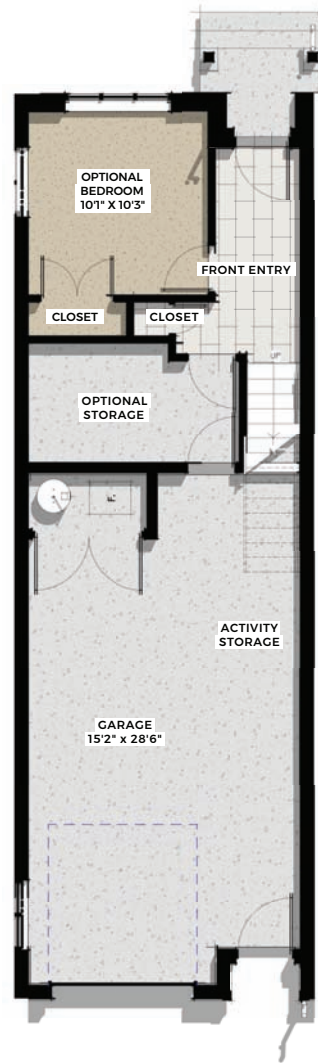 OPTIONAL
BEDROOM
10'1" X 10'3"
FRONT ENTRY
CLOSET
CLOSET
UP
OPTIONAL
STORAGE
F.
ACTIVITY
STORAGE
GARAGE
15'2" x 28'6"